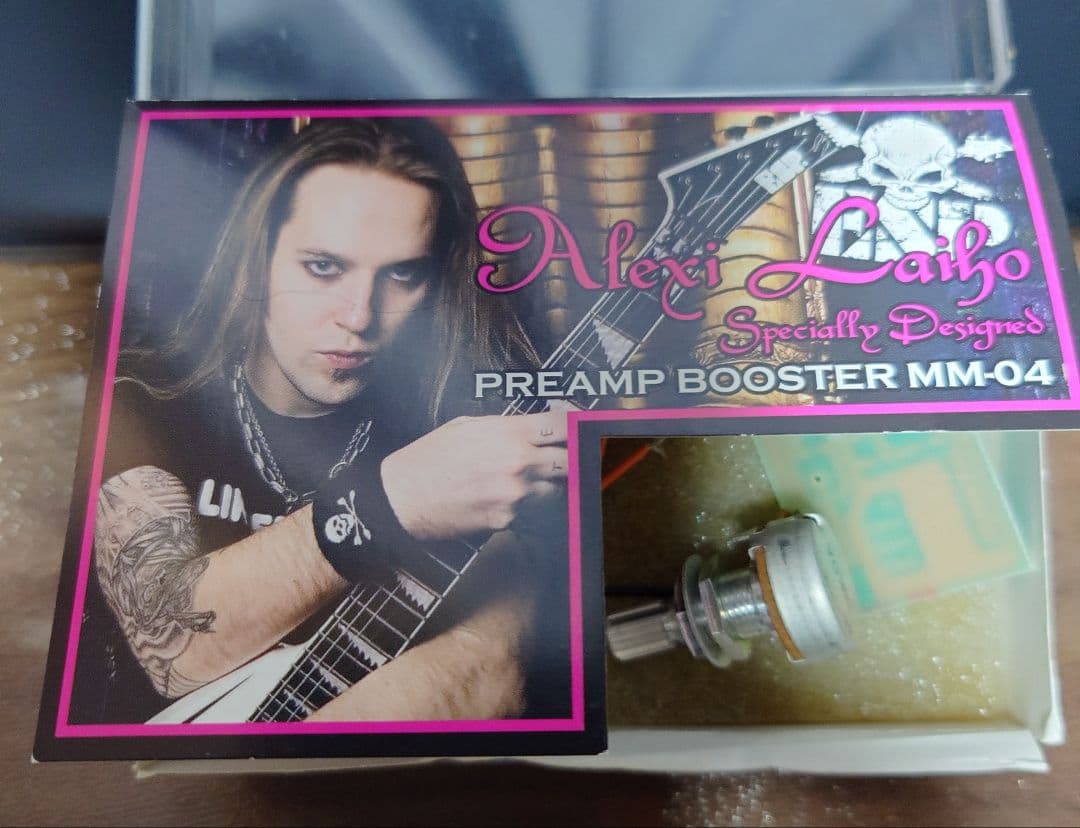 Alexi Laiho
Specially Designed
PREAMP BOOSTER MM-04